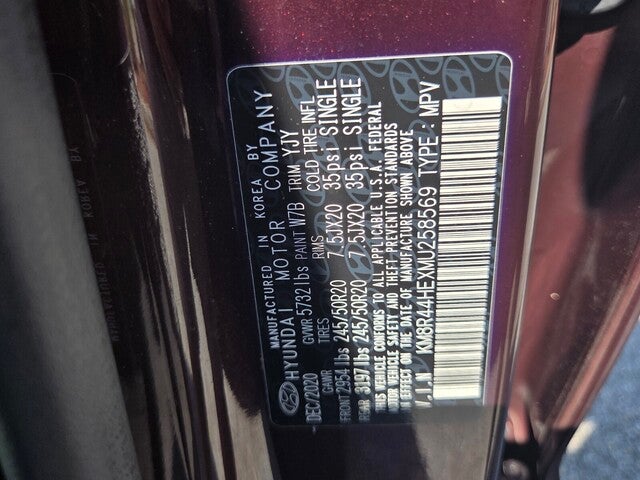 MANUFACTURED IN KOREA BY
HYUNDAI MOTOR COMPANY
DEC/2020 GVWR 5732 lbs PAINT W7B TRIM YJY
GAWR TIRES RIMS COLD TIRE INFL
FRONT 2954 lbs 245/50R20 7.5JX20 35psi SINGLE
REAR 3197 lbs 245/50R20 7.5JX20 35psi SINGLE
THIS VEHICLE CONFORMS TO ALL APPLICABLE U.S.A. FEDERAL
MOTOR VEHICLE SAFETY AND THEFT PREVENTION STANDARDS
IN EFFECT ON THE DATE OF MANUFACTURE SHOWN ABOVE.
V.I.N : KM8R44HEXMU258569 TYPE : MPV